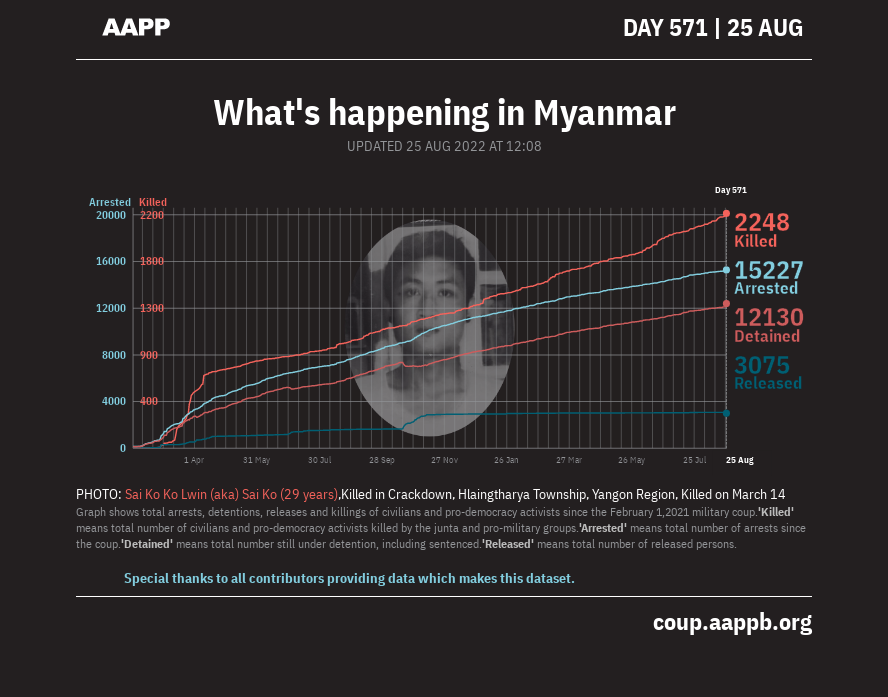 AAPP
DAY 571 | 25 AUG
What's happening in Myanmar
UPDATED 25 AUG 2022 AT 12:08
Day 571
Arrested Killed
20000 2200
16000 1800
12000 1300
8000 900
4000 400
0
2248
Killed
15227
Arrested
12130
Detained
3075
Released
1 Apr 31 May 30 Jul 28 Sep 27 Nov 26 Jan 27 Mar 26 May 25 Jul 25 Aug
PHOTO: Sai Ko Ko Lwin (aka) Sai Ko (29 years),Killed in Crackdown, Hlaingtharya Township, Yangon Region, Killed on March 14
Graph shows total arrests, detentions, releases and killings of civilians and pro-democracy activists since the February 1,2021 military coup.'Killed'
means total number of civilians and pro-democracy activists killed by the junta and pro-military groups.'Arrested' means total number of arrests since
the coup.'Detained' means total number still under detention, including sentenced.'Released' means total number of released persons.
Special thanks to all contributors providing data which makes this dataset.
coup.aappb.org